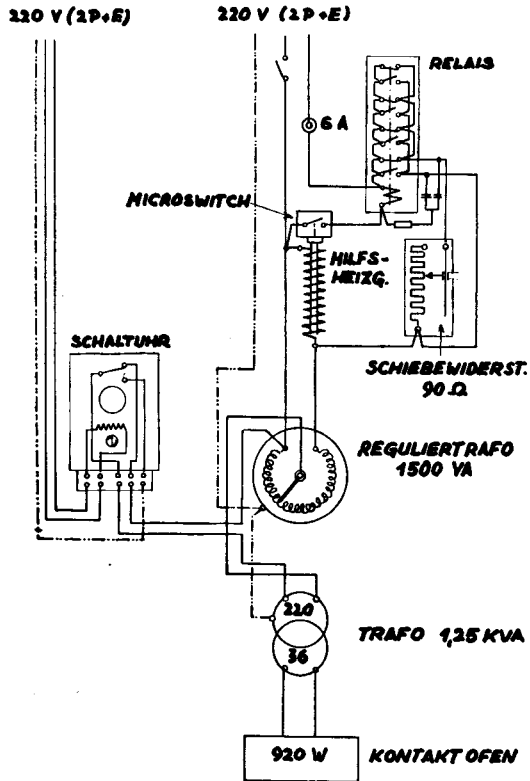 220 V (2P+E)
220 V (2P+E)
RELAIS
6 A
MICROSWITCH
HILFS-
HEIZG.
SCHALTUHR
SCHIEBEWIDERST.
90 Ω
REGULIERTRAFO
1500 VA
220
36
TRAFO 1,25 KVA
920 W
KONTAKT OFEN